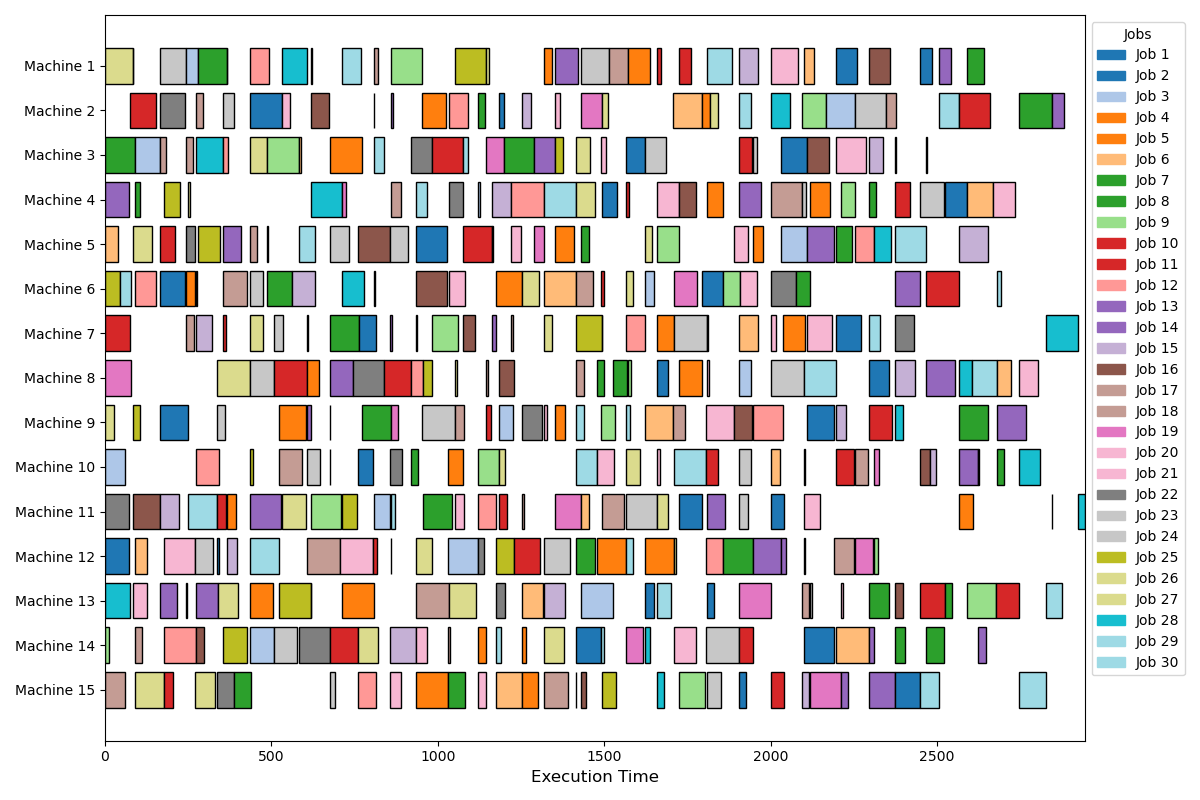 Machine 1
Machine 2
Machine 3
Machine 4
Machine 5
Machine 6
Machine 7
Machine 8
Machine 9
Machine 10
Machine 11
Machine 12
Machine 13
Machine 14
Machine 15
0 500 1000 1500 2000 2500
Execution Time
Jobs
Job 1
Job 2
Job 3
Job 4
Job 5
Job 6
Job 7
Job 8
Job 9
Job 10
Job 11
Job 12
Job 13
Job 14
Job 15
Job 16
Job 17
Job 18
Job 19
Job 20
Job 21
Job 22
Job 23
Job 24
Job 25
Job 26
Job 27
Job 28
Job 29
Job 30